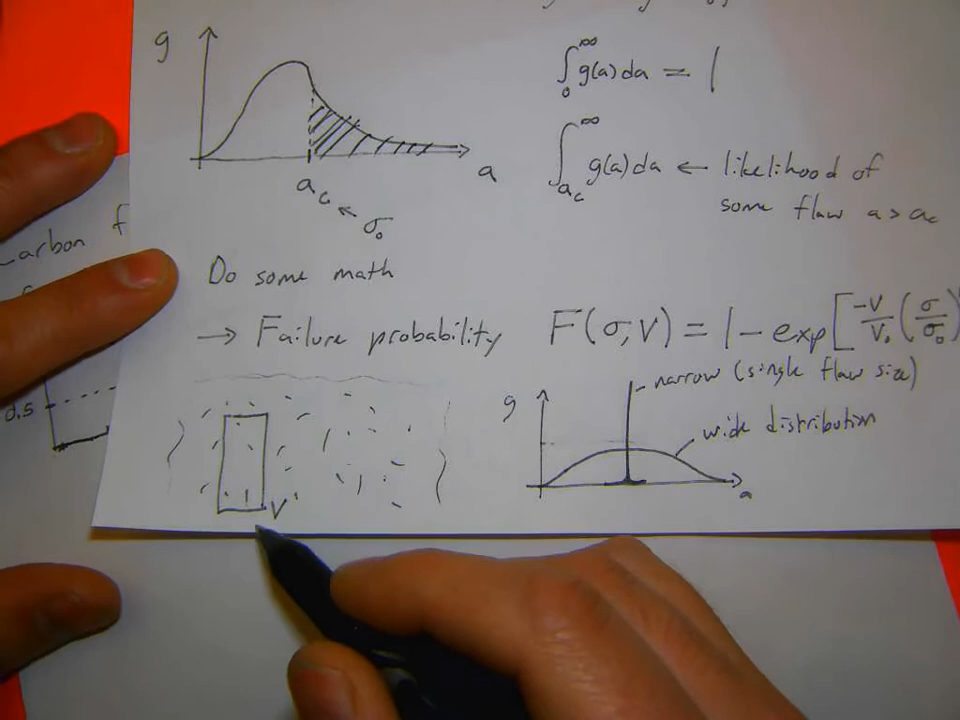 g
∫₀^∞ g(a)da = 1
a
∫_{a_c}^∞ g(a)da ← likelihood of
some flaw a > a_c
a_c ← σ₀
Carbon f
Do some math
→ Failure probability F(σ,V) = 1 - exp[-V/V₀ (σ/σ₀)
narrow (single flaw size)
g
wide distribution
0.5
a
V